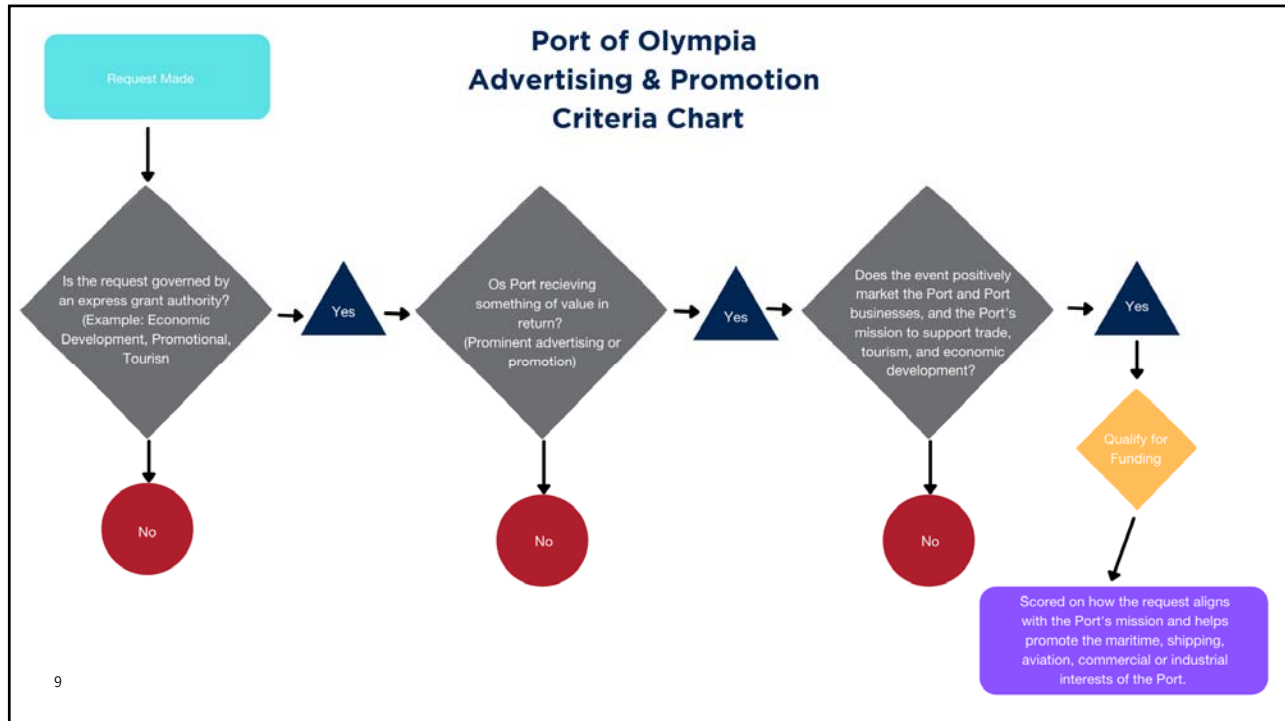 Port of Olympia
Advertising & Promotion
Criteria Chart
Request Made
Is the request governed by
an express grant authority?
(Example: Economic
Development, Promotional,
Tourisn
Yes
Os Port recieving
something of value in
return?
(Prominent advertising or
promotion)
Yes
Does the event positively
market the Port and Port
businesses, and the Port's
mission to support trade,
tourism, and economic
development?
Yes
No
No
No
Qualify for
Funding
Scored on how the request aligns
with the Port's mission and helps
promote the maritime, shipping,
aviation, commercial or industrial
interests of the Port.
9